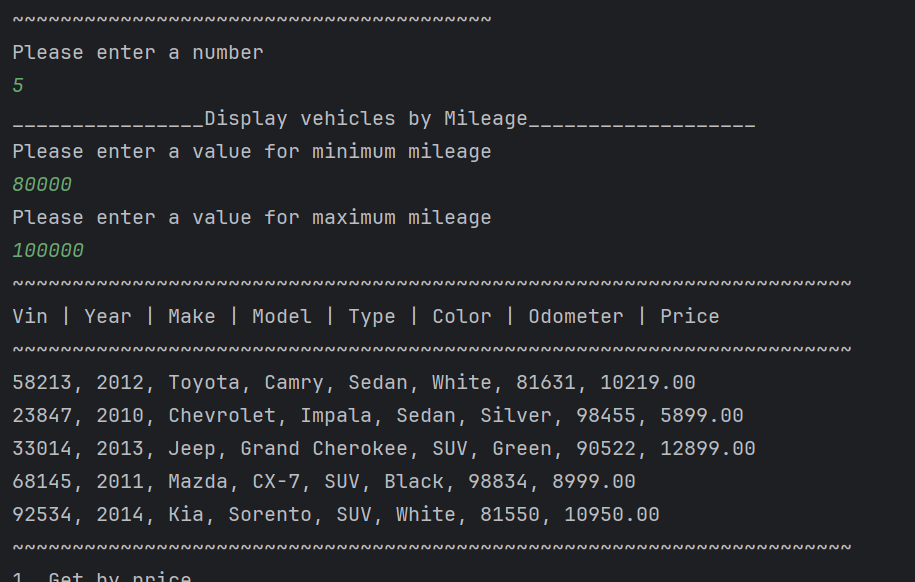 ~~~~~~~~~~~~~~~~~~~~~~~~~~~~~~~~~~~~~~~~
Please enter a number
5
________________Display vehicles by Mileage___________________
Please enter a value for minimum mileage
80000
Please enter a value for maximum mileage
100000
~~~~~~~~~~~~~~~~~~~~~~~~~~~~~~~~~~~~~~~~~~~~~~~~~~~~~~~~~~~~~~~~~~~~~~
Vin | Year | Make | Model | Type | Color | Odometer | Price
~~~~~~~~~~~~~~~~~~~~~~~~~~~~~~~~~~~~~~~~~~~~~~~~~~~~~~~~~~~~~~~~~~~~~~
58213, 2012, Toyota, Camry, Sedan, White, 81631, 10219.00
23847, 2010, Chevrolet, Impala, Sedan, Silver, 98455, 5899.00
33014, 2013, Jeep, Grand Cherokee, SUV, Green, 90522, 12899.00
68145, 2011, Mazda, CX-7, SUV, Black, 98834, 8999.00
92534, 2014, Kia, Sorento, SUV, White, 81550, 10950.00
~~~~~~~~~~~~~~~~~~~~~~~~~~~~~~~~~~~~~~~~~~~~~~~~~~~~~~~~~~~~~~~~~~~~~~
1. Get by price